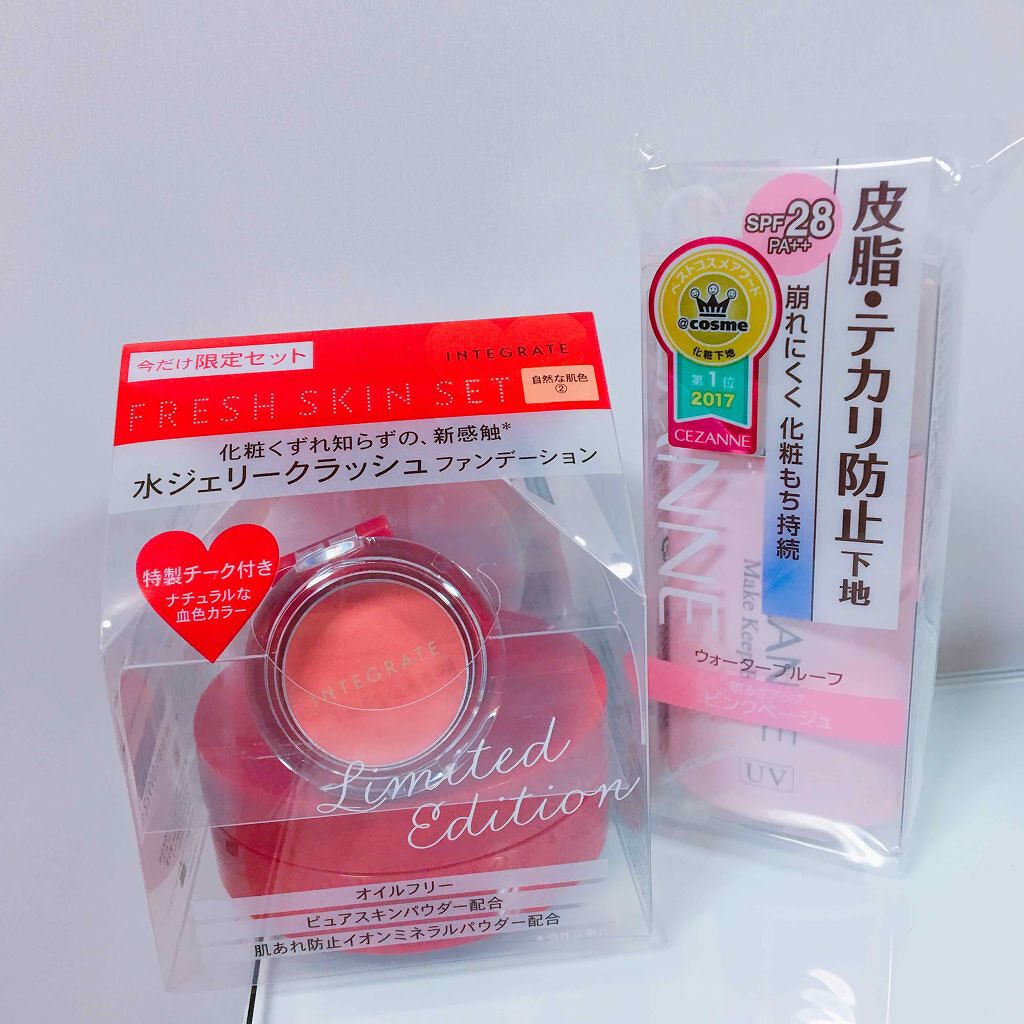 今だけ限定セット
INTEGRATE
FRESH SKIN SET
自然な肌色
②
化粧くずれ知らずの、新感触*
水ジェリークラッシュ ファンデーション
特製チーク付き
ナチュラルな
血色カラー
INTEGRATE
Limited
Edition
オイルフリー
ピュアスキンパウダー配合
肌あれ防止イオンミネラルパウダー配合
皮脂・テカリ防止下地
崩れにくく 化粧もち持続
SPF28
PA++
ベストコスメアワード
@cosme
化粧下地
第1位
2017
CEZANNE
Make Keep
ウォータープルーフ
明るさアップ
ピンクベージュ
UV